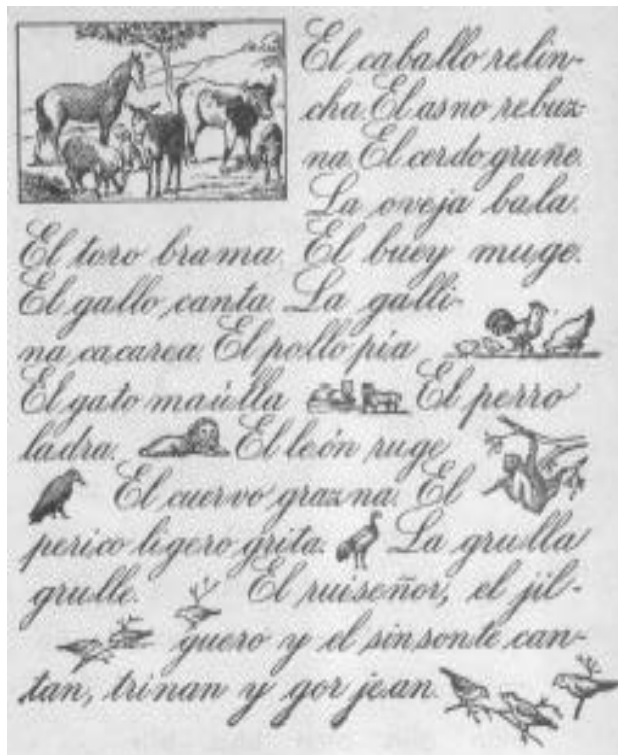 El caballo relin-
cha. El asno rebuz-
na. El cerdo gruñe.
La oveja bala.
El toro brama. El buey muge.
El gallo canta. La galli-
na cacarea. El pollo pía
El gato maúlla El perro
ladra. El león ruge
El cuervo grazna. El
perico ligero grita. La grulla
grulle. El ruiseñor, el jil-
guero y el sinsonte can-
tan, trinan y gorjean.